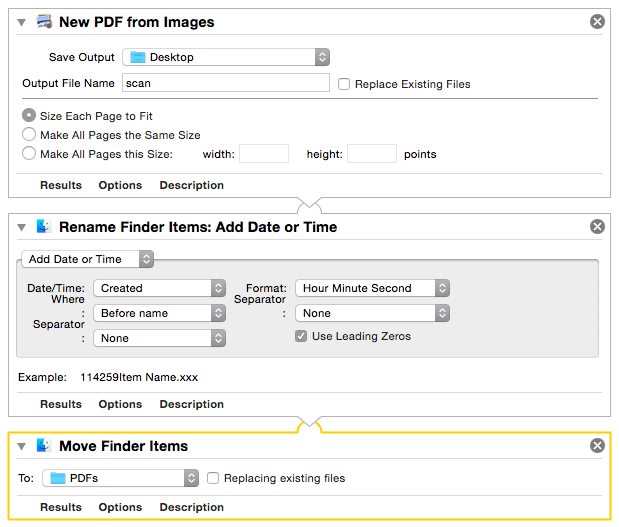 New PDF from Images
Save Output Desktop
Output File Name scan Replace Existing Files
Size Each Page to Fit
Make All Pages the Same Size
Make All Pages this Size: width: height: points
Results Options Description
Rename Finder Items: Add Date or Time
Add Date or Time
Date/Time: Created Format: Hour Minute Second
Where : Before name Separator : None
Separator : None Use Leading Zeros
Example: 114259Item Name.xxx
Results Options Description
Move Finder Items
To: PDFs Replacing existing files
Results Options Description